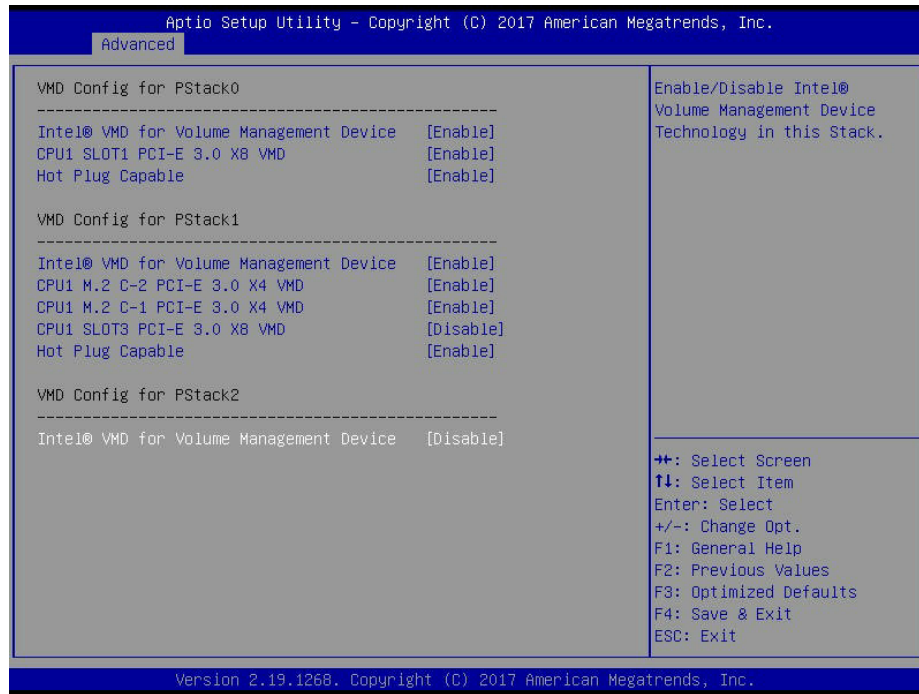 Aptio Setup Utility – Copyright (C) 2017 American Megatrends, Inc.
Advanced
VMD Config for PStack0
--------------------------------------------------
Intel® VMD for Volume Management Device [Enable]
CPU1 SLOT1 PCI-E 3.0 X8 VMD [Enable]
Hot Plug Capable [Enable]
VMD Config for PStack1
--------------------------------------------------
Intel® VMD for Volume Management Device [Enable]
CPU1 M.2 C-2 PCI-E 3.0 X4 VMD [Enable]
CPU1 M.2 C-1 PCI-E 3.0 X4 VMD [Enable]
CPU1 SLOT3 PCI-E 3.0 X8 VMD [Disable]
Hot Plug Capable [Enable]
VMD Config for PStack2
--------------------------------------------------
Intel® VMD for Volume Management Device [Disable]
Enable/Disable Intel®
Volume Management Device
Technology in this Stack.
→←: Select Screen
↑↓: Select Item
Enter: Select
+/-: Change Opt.
F1: General Help
F2: Previous Values
F3: Optimized Defaults
F4: Save & Exit
ESC: Exit
Version 2.19.1268. Copyright (C) 2017 American Megatrends, Inc.